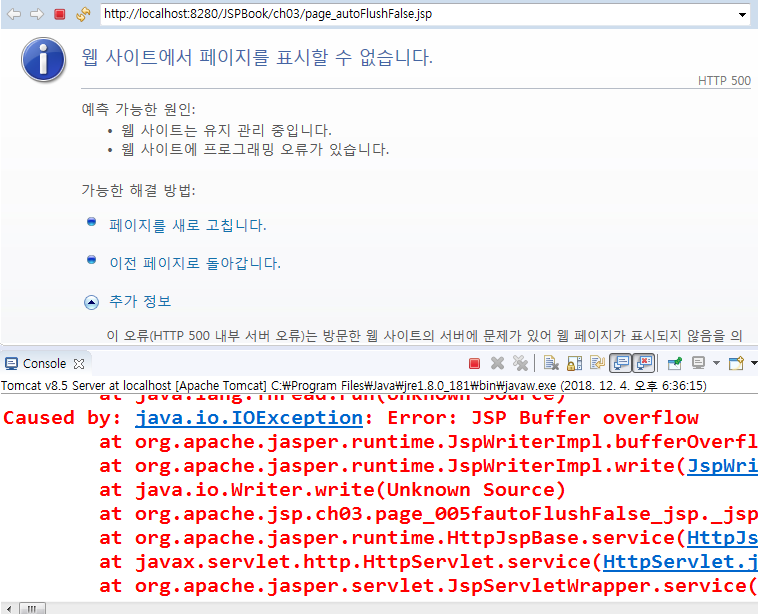 http://localhost:8280/JSPBook/ch03/page_autoFlushFalse.jsp
웹 사이트에서 페이지를 표시할 수 없습니다.
HTTP 500
예측 가능한 원인:
• 웹 사이트는 유지 관리 중입니다.
• 웹 사이트에 프로그래밍 오류가 있습니다.
가능한 해결 방법:
페이지를 새로 고칩니다.
이전 페이지로 돌아갑니다.
추가 정보
이 오류(HTTP 500 내부 서버 오류)는 방문한 웹 사이트의 서버에 문제가 있어 웹 페이지가 표시되지 않음을 의
Console
Tomcat v8.5 Server at localhost [Apache Tomcat] C:₩Program Files₩Java₩jre1.8.0_181₩bin₩javaw.exe (2018. 12. 4. 오후 6:36:15)
at java.lang.Thread.run(Unknown Source)
Caused by: java.io.IOException: Error: JSP Buffer overflow
at org.apache.jasper.runtime.JspWriterImpl.bufferOverfl
at org.apache.jasper.runtime.JspWriterImpl.write(JspWri
at java.io.Writer.write(Unknown Source)
at org.apache.jsp.ch03.page_005fautoFlushFalse_jsp._jsp
at org.apache.jasper.runtime.HttpJspBase.service(HttpJs
at javax.servlet.http.HttpServlet.service(HttpServlet.j
at org.apache.jasper.servlet.JspServletWrapper.service(